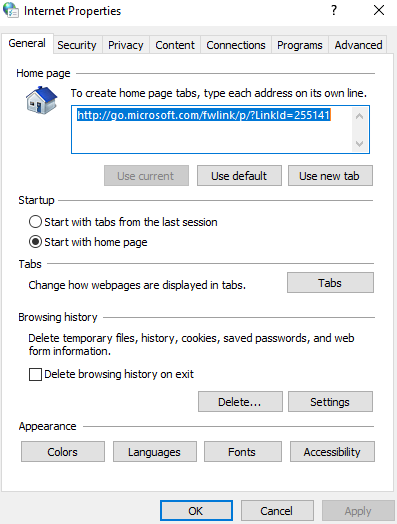 Internet Properties
General Security Privacy Content Connections Programs Advanced
Home page
To create home page tabs, type each address on its own line.
http://go.microsoft.com/fwlink/p/?LinkId=255141
Use current Use default Use new tab
Startup
Start with tabs from the last session
Start with home page
Tabs
Change how webpages are displayed in tabs. Tabs
Browsing history
Delete temporary files, history, cookies, saved passwords, and web
form information.
Delete browsing history on exit
Delete... Settings
Appearance
Colors Languages Fonts Accessibility
OK Cancel Apply